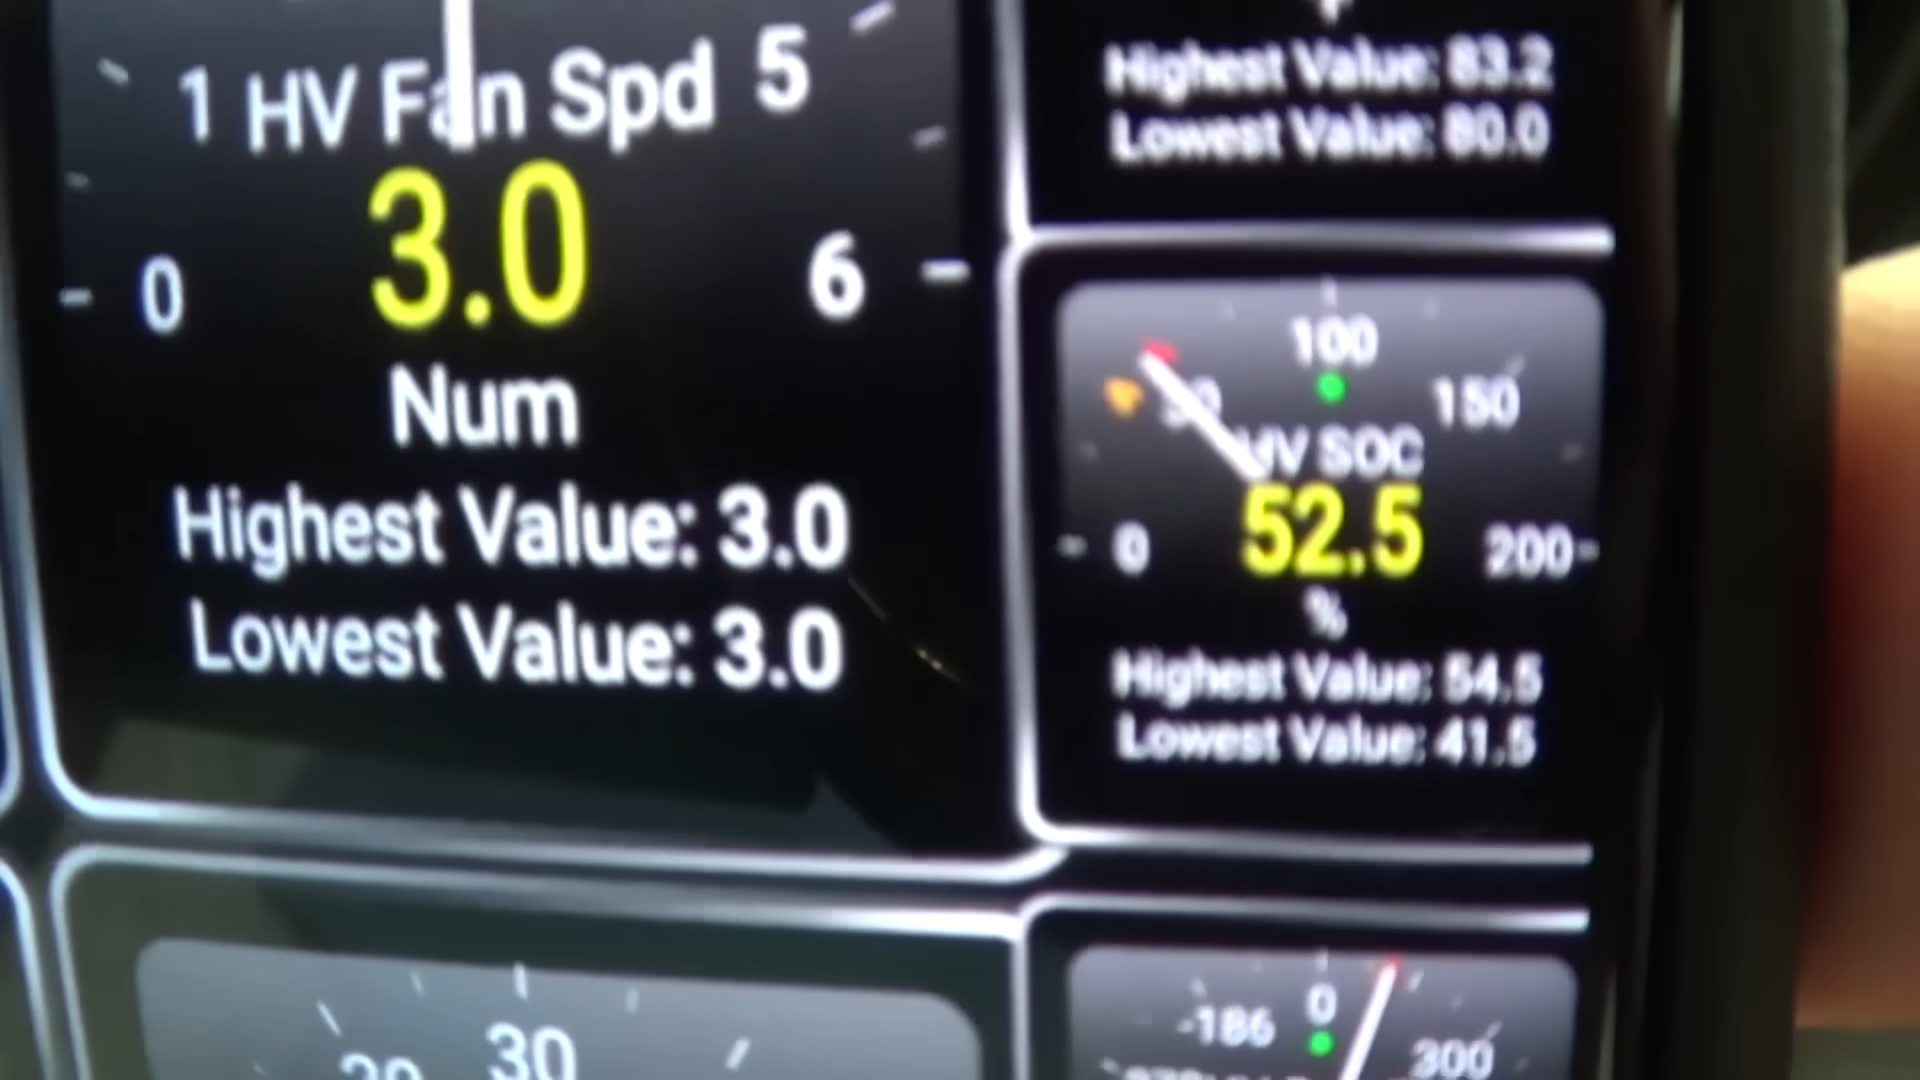 1 HV Fan Spd 5
3.0
0
6
Num
Highest Value: 3.0
Lowest Value: 3.0
Highest Value: 83.2
Lowest Value: 80.0
100
50
150
HV SOC
52.5
0
200
%
Highest Value: 54.5
Lowest Value: 41.5
30
-186
0
300